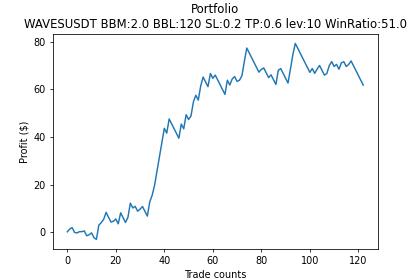 Portfolio
WAVESUSDT BBM:2.0 BBL:120 SL:0.2 TP:0.6 lev:10 WinRatio:51.0
80
60
40
20
0
Profit ($)
0 20 40 60 80 100 120
Trade counts